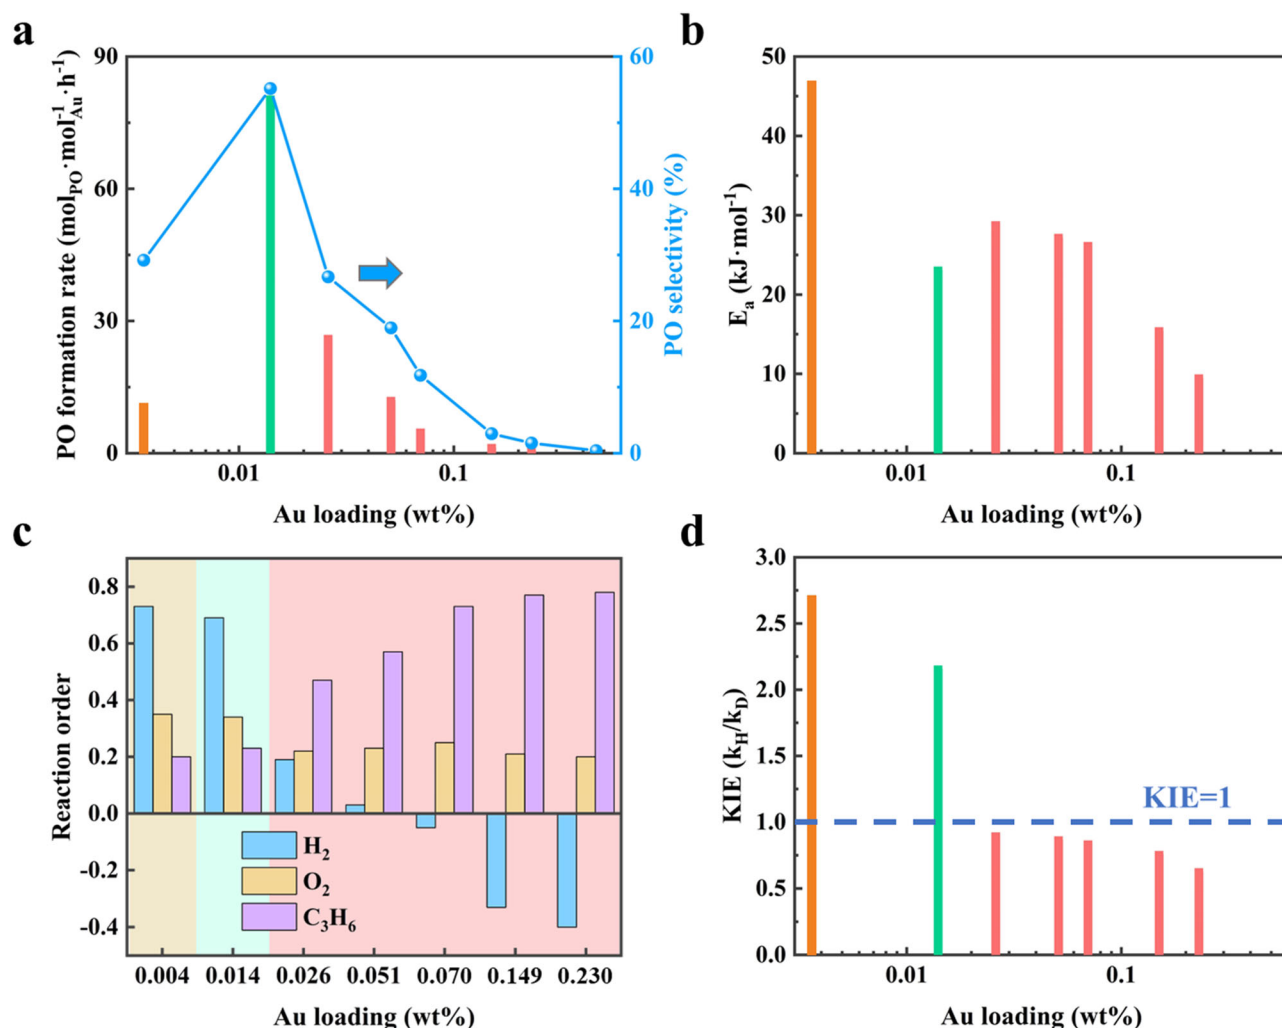 a
90
60
30
0
PO formation rate (mol_PO·mol_Au^-1·h^-1)
60
40
20
0
PO selectivity (%)
0.01 0.1
Au loading (wt%)
b
50
40
30
20
10
0
E_a (kJ·mol^-1)
0.01 0.1
Au loading (wt%)
c
0.8
0.6
0.4
0.2
0.0
-0.2
-0.4
Reaction order
H₂
O₂
C₃H₆
0.004 0.014 0.026 0.051 0.070 0.149 0.230
Au loading (wt%)
d
3.0
2.5
2.0
1.5
1.0
0.5
0.0
KIE (k_H/k_D)
KIE=1
0.01 0.1
Au loading (wt%)